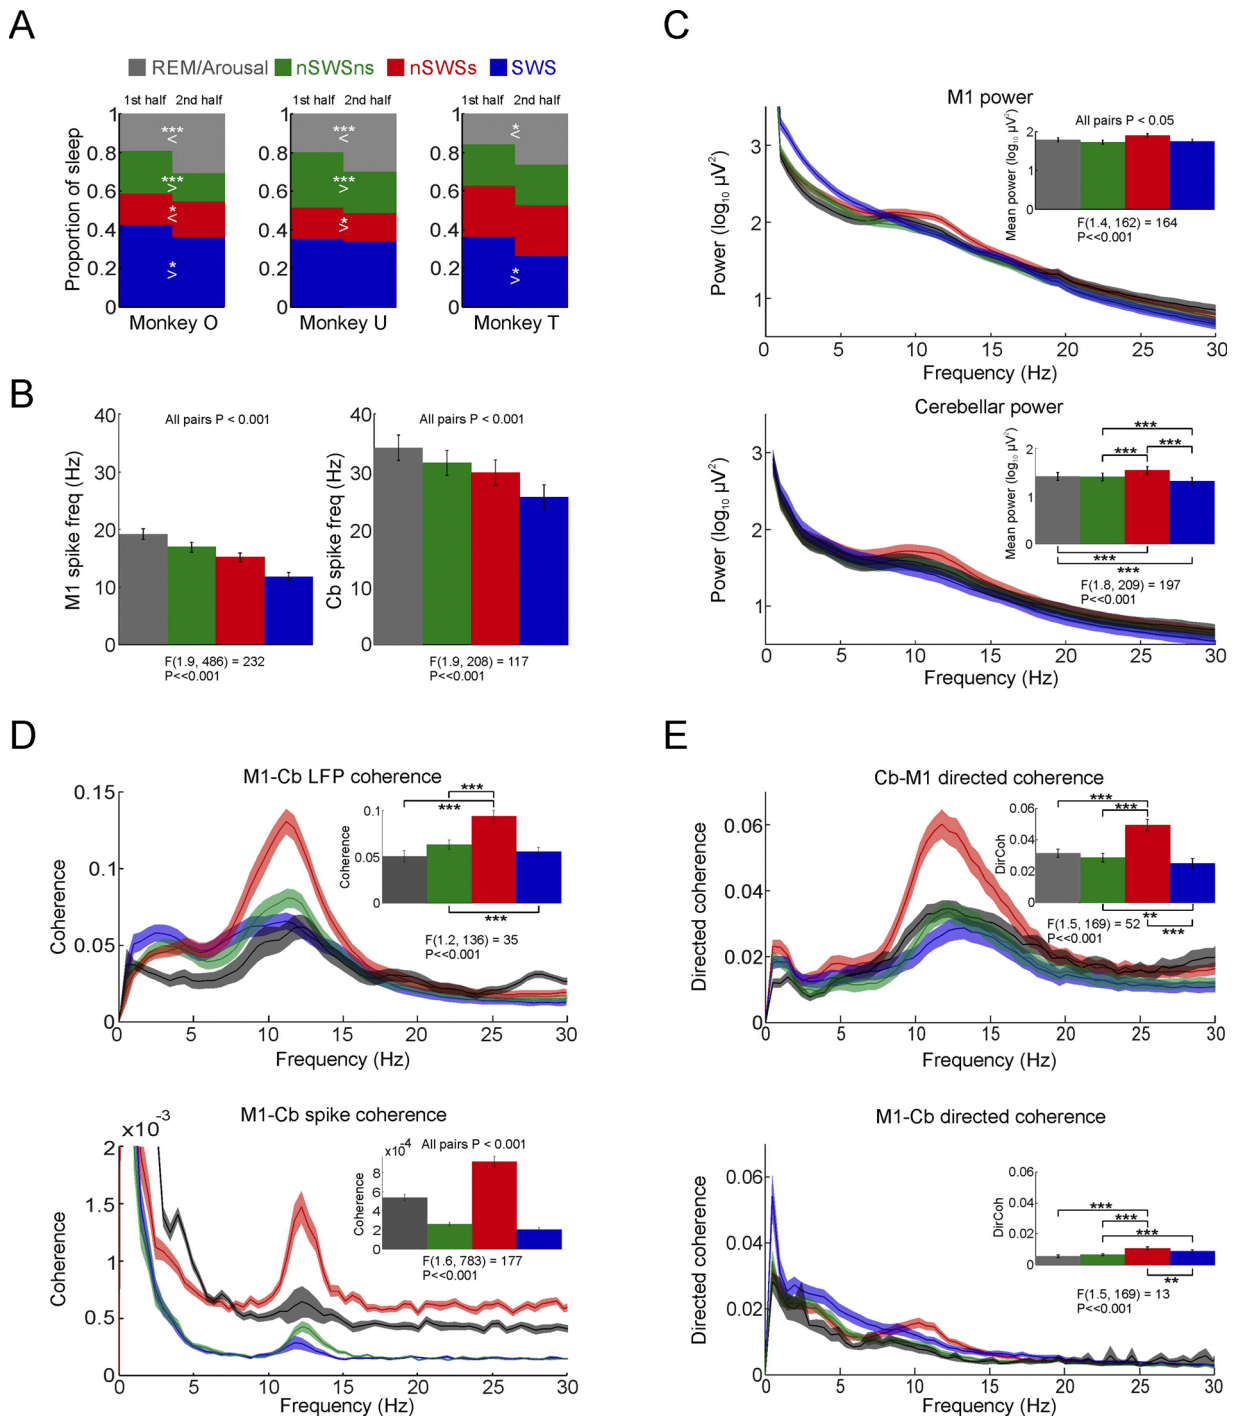 A
REM/Arousal nSWSns nSWSs SWS
1st half 2nd half 1st half 2nd half 1st half 2nd half
Proportion of sleep
1
0.8
0.6
0.4
0.2
0
***
<
***
>
*
<
*
>
Monkey O
1
0.8
0.6
0.4
0.2
0
***
<
***
>
*
>
Monkey U
1
0.8
0.6
0.4
0.2
0
*
<
*
>
Monkey T
B
M1 spike freq (Hz)
40
30
20
10
0
All pairs P < 0.001
F(1.9, 486) = 232
P<<0.001
Cb spike freq (Hz)
40
30
20
10
0
All pairs P < 0.001
F(1.9, 208) = 117
P<<0.001
C
M1 power
Power (log10 µV2)
3
2
1
0 5 10 15 20 25 30
Frequency (Hz)
All pairs P < 0.05
Mean power (log10 µV2)
2
1
0
F(1.4, 162) = 164
P<<0.001
Cerebellar power
Power (log10 µV2)
3
2
1
0 5 10 15 20 25 30
Frequency (Hz)
***
*** ***
Mean power (log10 µV2)
2
1
0
***
***
F(1.8, 209) = 197
P<<0.001
D
M1-Cb LFP coherence
Coherence
0.15
0.1
0.05
0
0 5 10 15 20 25 30
Frequency (Hz)
***
***
Coherence
0.1
0.05
0
***
F(1.2, 136) = 35
P<<0.001
M1-Cb spike coherence
x10-3
Coherence
2
1.5
1
0.5
0
0 5 10 15 20 25 30
Frequency (Hz)
x10-4
All pairs P < 0.001
Coherence
8
6
4
2
0
F(1.6, 783) = 177
P<<0.001
E
Cb-M1 directed coherence
Directed coherence
0.06
0.04
0.02
0
0 5 10 15 20 25 30
Frequency (Hz)
***
***
DirCoh
0.06
0.04
0.02
0
**
***
F(1.5, 169) = 52
P<<0.001
M1-Cb directed coherence
Directed coherence
0.06
0.04
0.02
0
0 5 10 15 20 25 30
Frequency (Hz)
***
***
***
DirCoh
0.06
0.04
0.02
0
**
F(1.5, 169) = 13
P<<0.001